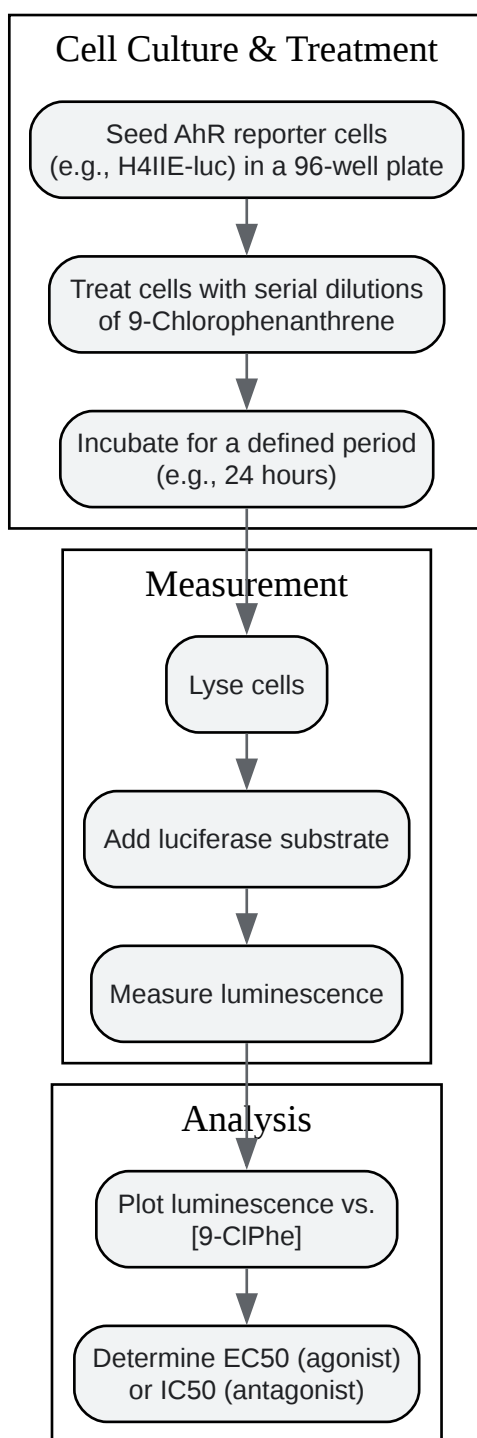 Cell Culture & Treatment
Seed AhR reporter cells
(e.g., H4IIE-luc) in a 96-well plate
Treat cells with serial dilutions
of 9-Chlorophenanthrene
Incubate for a defined period
(e.g., 24 hours)
Measurement
Lyse cells
Add luciferase substrate
Measure luminescence
Analysis
Plot luminescence vs.
[9-ClPhe]
Determine EC50 (agonist)
or IC50 (antagonist)